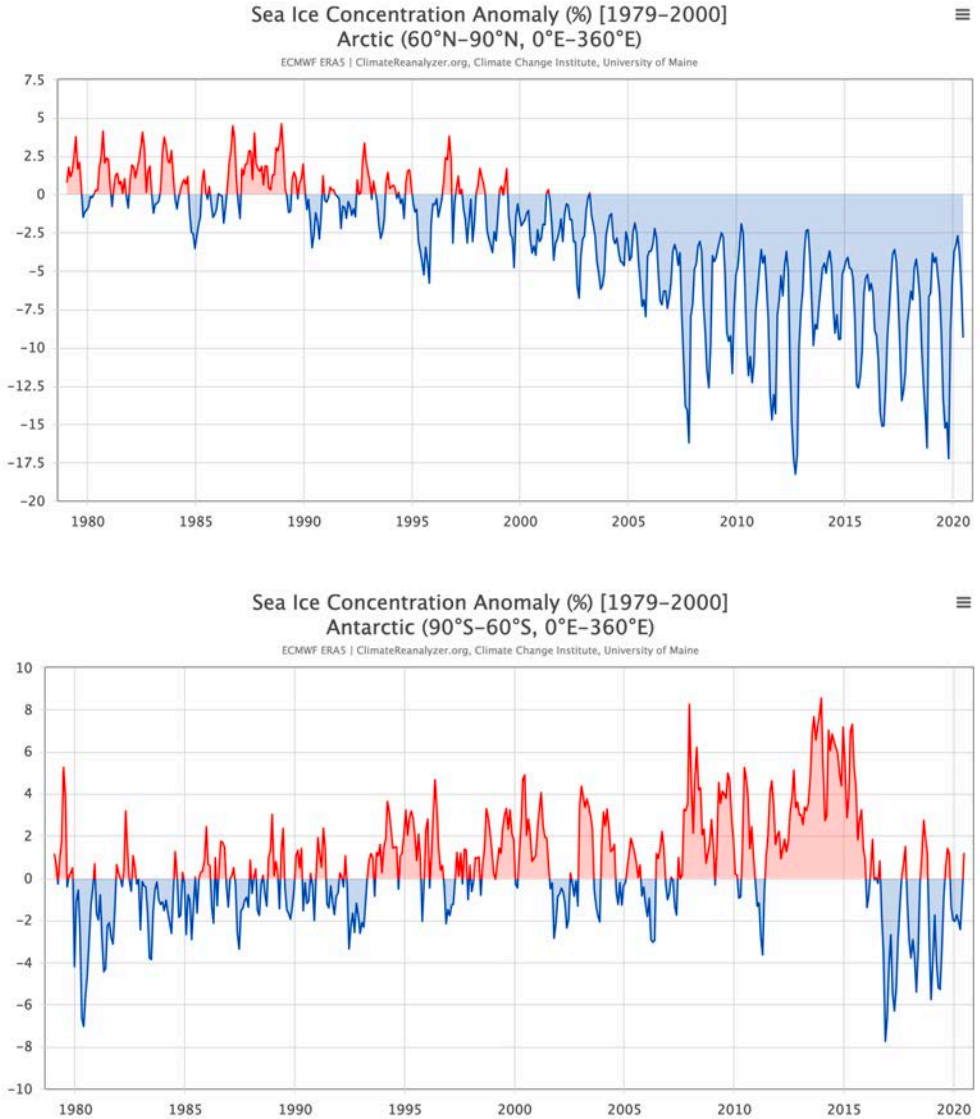 Sea Ice Concentration Anomaly (%) [1979–2000]
Arctic (60°N–90°N, 0°E–360°E)
ECMWF ERA5 | ClimateReanalyzer.org, Climate Change Institute, University of Maine
7.5
5
2.5
0
−2.5
−5
−7.5
−10
−12.5
−15
−17.5
−20
1980 1985 1990 1995 2000 2005 2010 2015 2020
Sea Ice Concentration Anomaly (%) [1979–2000]
Antarctic (90°S–60°S, 0°E–360°E)
ECMWF ERA5 | ClimateReanalyzer.org, Climate Change Institute, University of Maine
10
8
6
4
2
0
−2
−4
−6
−8
−10
1980 1985 1990 1995 2000 2005 2010 2015 2020